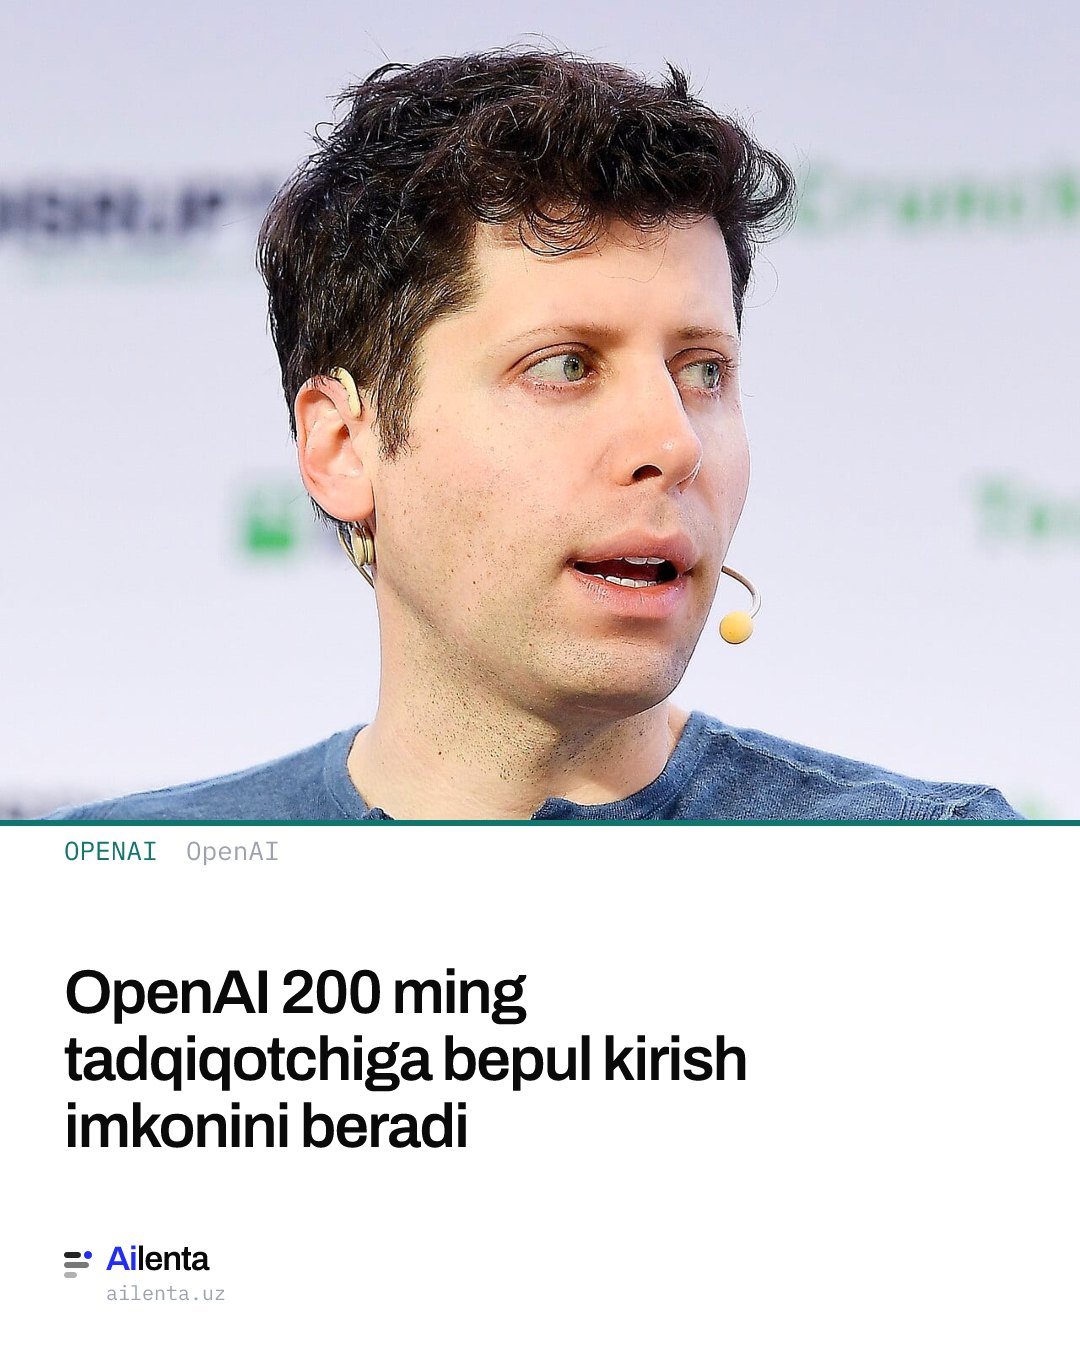 OPENAI OpenAI
OpenAI 200 ming
tadqiqotchiga bepul kirish
imkonini beradi
Ailenta
ailenta.uz